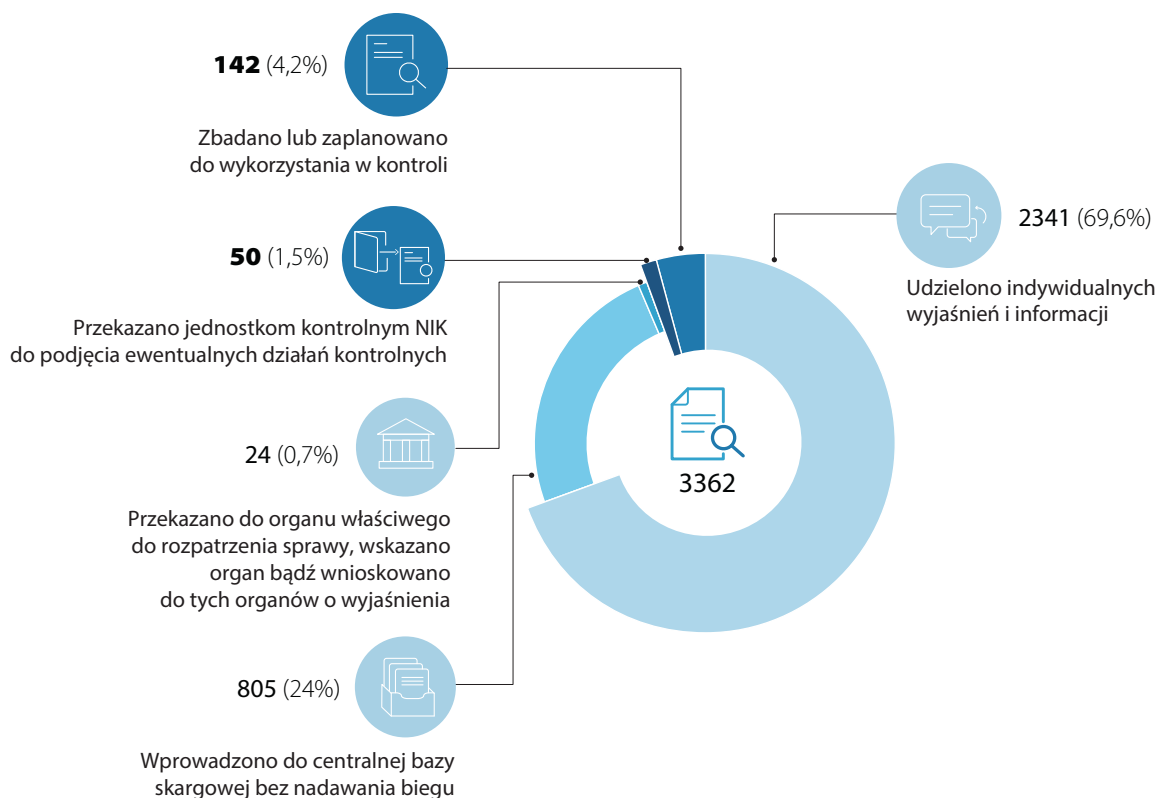 142 (4,2%)
Zbadano lub zaplanowano
do wykorzystania w kontroli
50 (1,5%)
Przekazano jednostkom kontrolnym NIK
do podjęcia ewentualnych działań kontrolnych
24 (0,7%)
Przekazano do organu właściwego
do rozpatrzenia sprawy, wskazano
organ bądź wnioskowano
do tych organów o wyjaśnienia
805 (24%)
Wprowadzono do centralnej bazy
skargowej bez nadawania biegu
3362
2341 (69,6%)
Udzielono indywidualnych
wyjaśnień i informacji